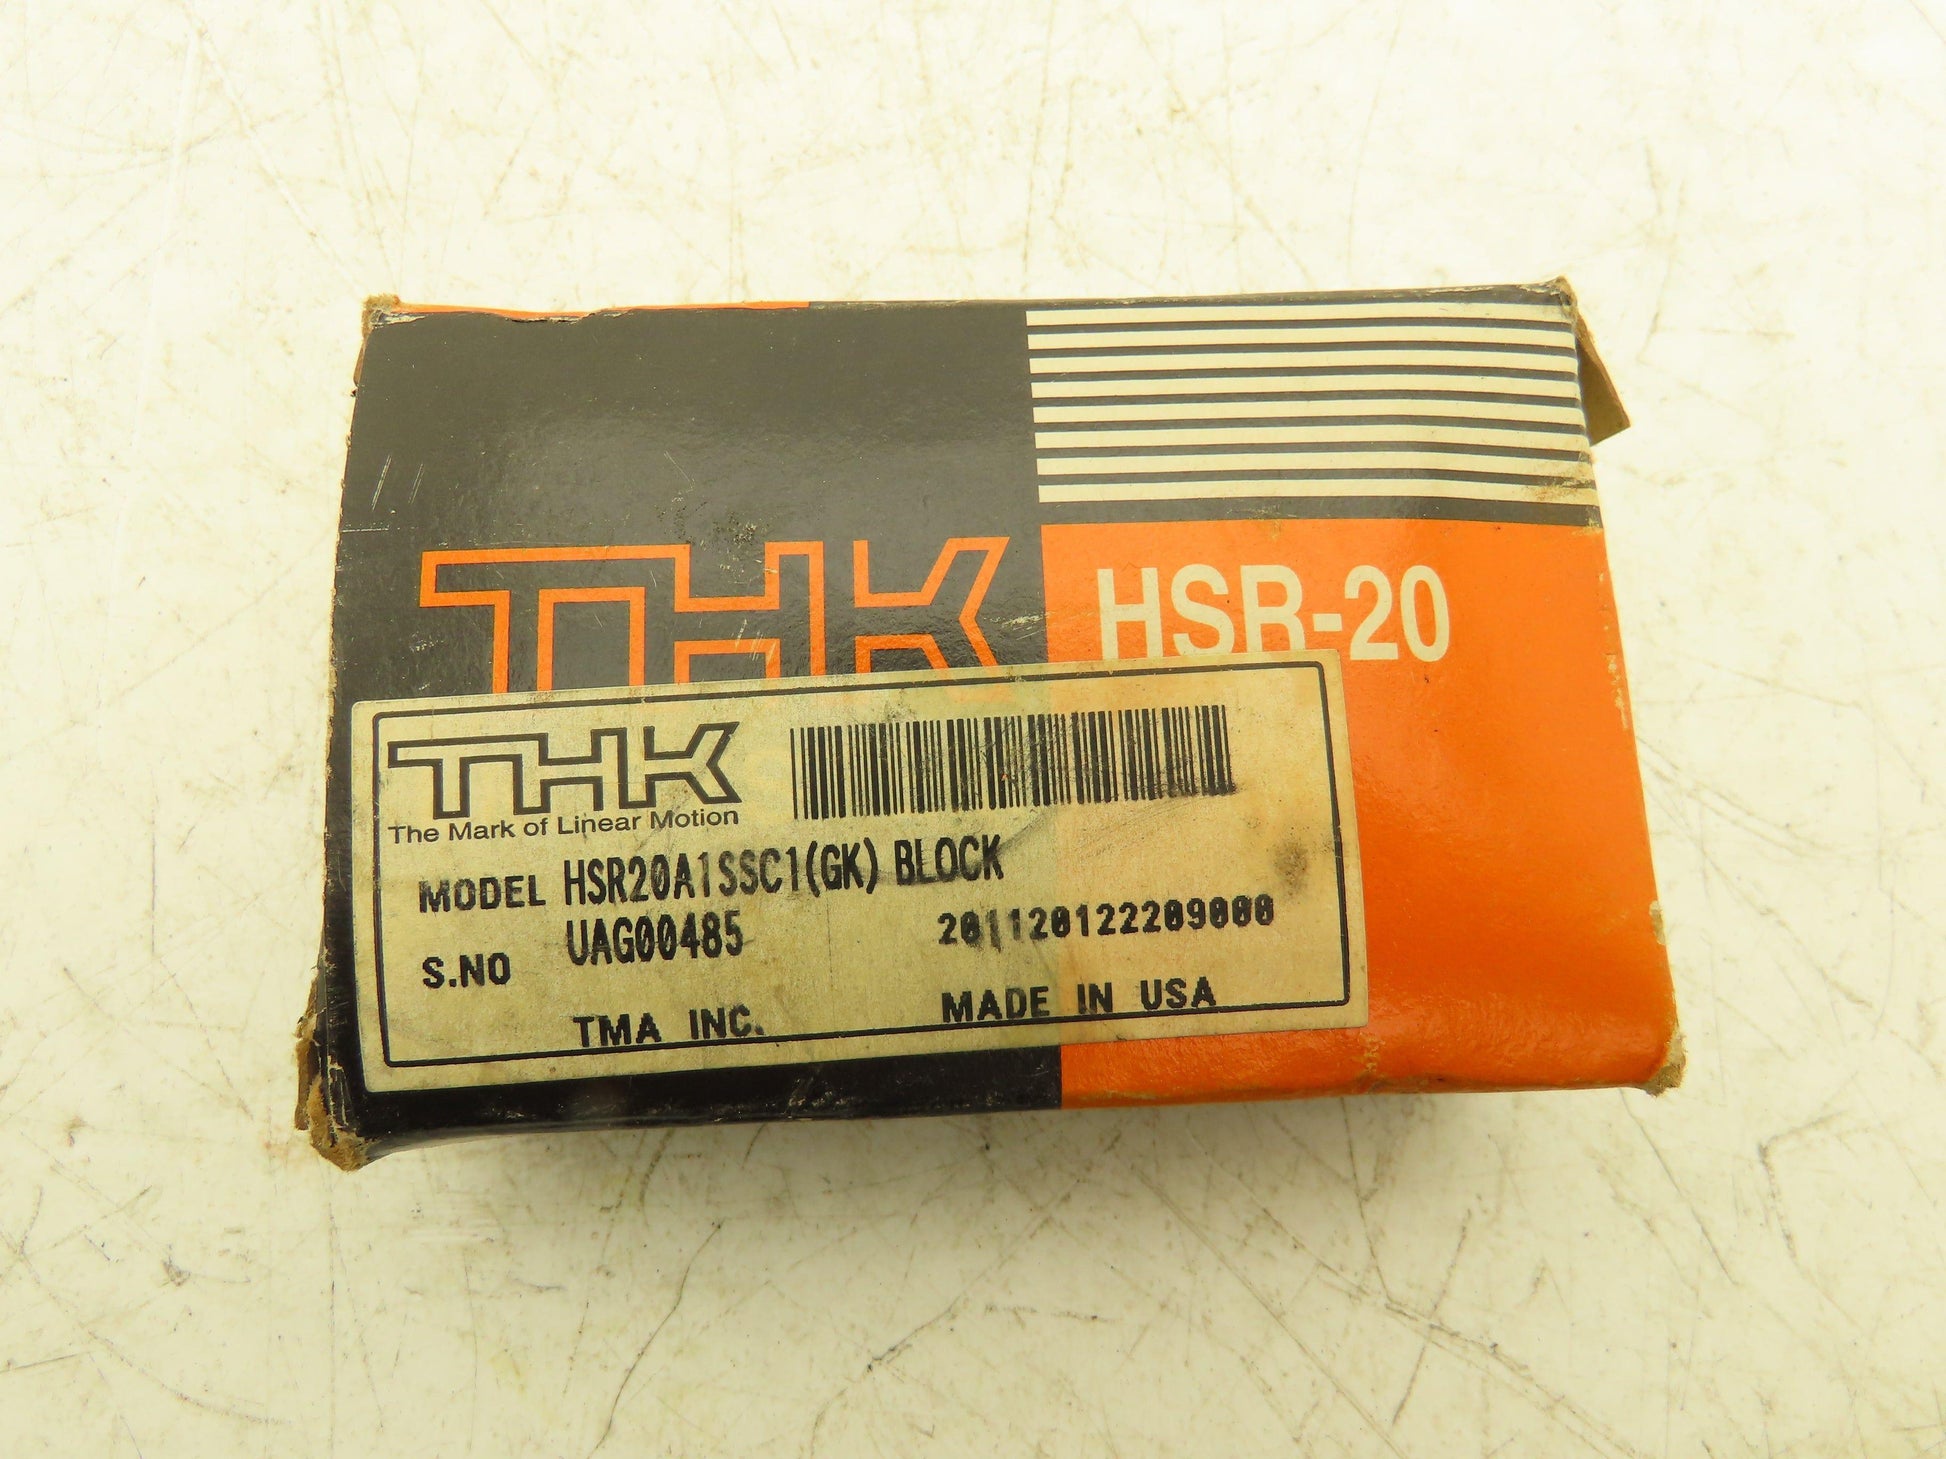 THK
HSR-20
THK
The Mark of Linear Motion
MODEL HSR20A1SSC1(GK) BLOCK
S.NO UAG00485 201120122209000
TMA INC. MADE IN USA